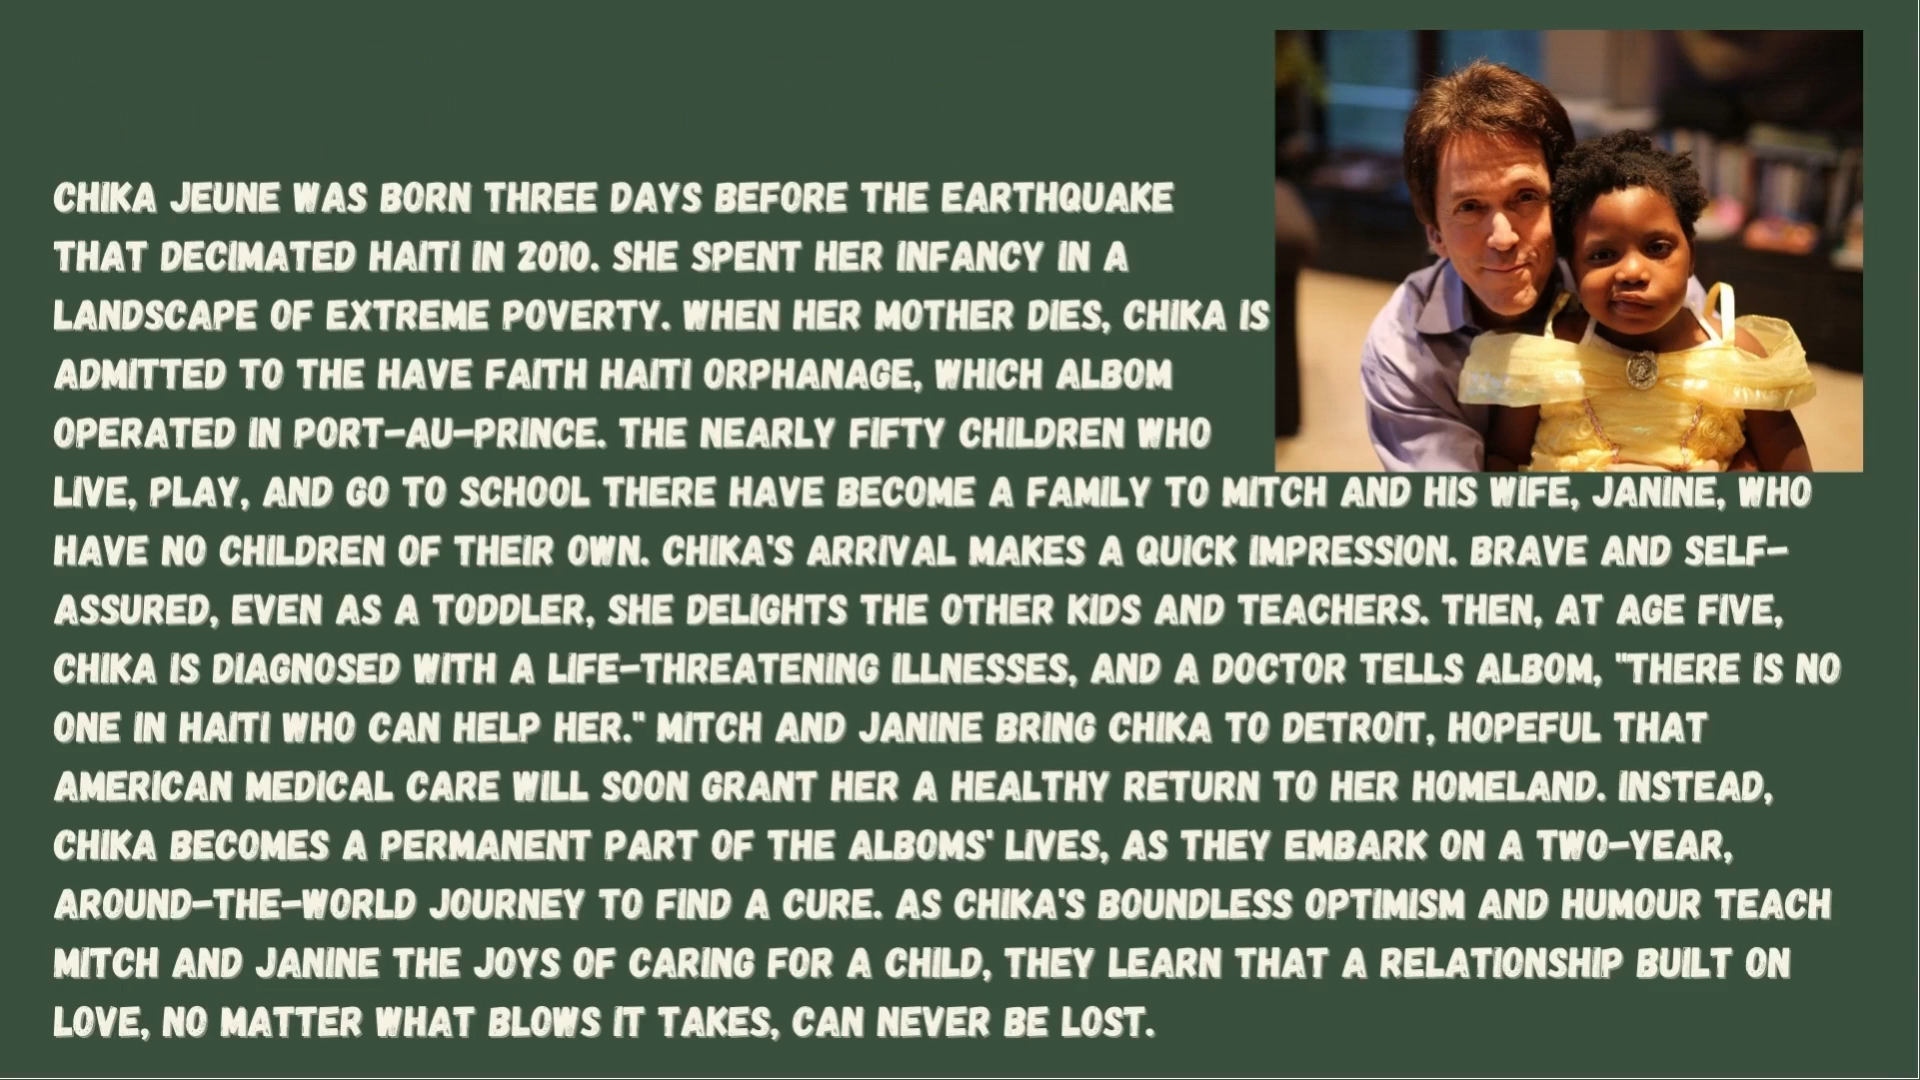 CHIKA JEUNE WAS BORN THREE DAYS BEFORE THE EARTHQUAKE
THAT DECIMATED HAITI IN 2010. SHE SPENT HER INFANCY IN A
LANDSCAPE OF EXTREME POVERTY. WHEN HER MOTHER DIES, CHIKA IS
ADMITTED TO THE HAVE FAITH HAITI ORPHANAGE, WHICH ALBOM
OPERATED IN PORT-AU-PRINCE. THE NEARLY FIFTY CHILDREN WHO
LIVE, PLAY, AND GO TO SCHOOL THERE HAVE BECOME A FAMILY TO MITCH AND HIS WIFE, JANINE, WHO
HAVE NO CHILDREN OF THEIR OWN. CHIKA'S ARRIVAL MAKES A QUICK IMPRESSION. BRAVE AND SELF-
ASSURED, EVEN AS A TODDLER, SHE DELIGHTS THE OTHER KIDS AND TEACHERS. THEN, AT AGE FIVE,
CHIKA IS DIAGNOSED WITH A LIFE-THREATENING ILLNESSES, AND A DOCTOR TELLS ALBOM, "THERE IS NO
ONE IN HAITI WHO CAN HELP HER." MITCH AND JANINE BRING CHIKA TO DETROIT, HOPEFUL THAT
AMERICAN MEDICAL CARE WILL SOON GRANT HER A HEALTHY RETURN TO HER HOMELAND. INSTEAD,
CHIKA BECOMES A PERMANENT PART OF THE ALBOMS' LIVES, AS THEY EMBARK ON A TWO-YEAR,
AROUND-THE-WORLD JOURNEY TO FIND A CURE. AS CHIKA'S BOUNDLESS OPTIMISM AND HUMOUR TEACH
MITCH AND JANINE THE JOYS OF CARING FOR A CHILD, THEY LEARN THAT A RELATIONSHIP BUILT ON
LOVE, NO MATTER WHAT BLOWS IT TAKES, CAN NEVER BE LOST.